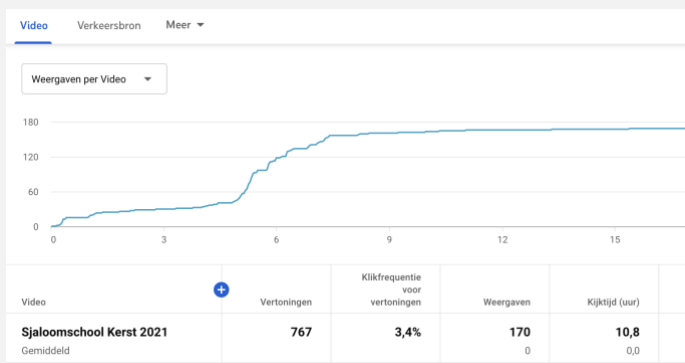 Video Verkeersbron Meer
Weergaven per Video
180
120
60
0
0 3 6 9 12 15
Video Vertoningen Klikfrequentie voor vertoningen Weergaven Kijktijd (uur)
Sjaloomschool Kerst 2021 767 3,4% 170 10,8
Gemiddeld 0 0,0